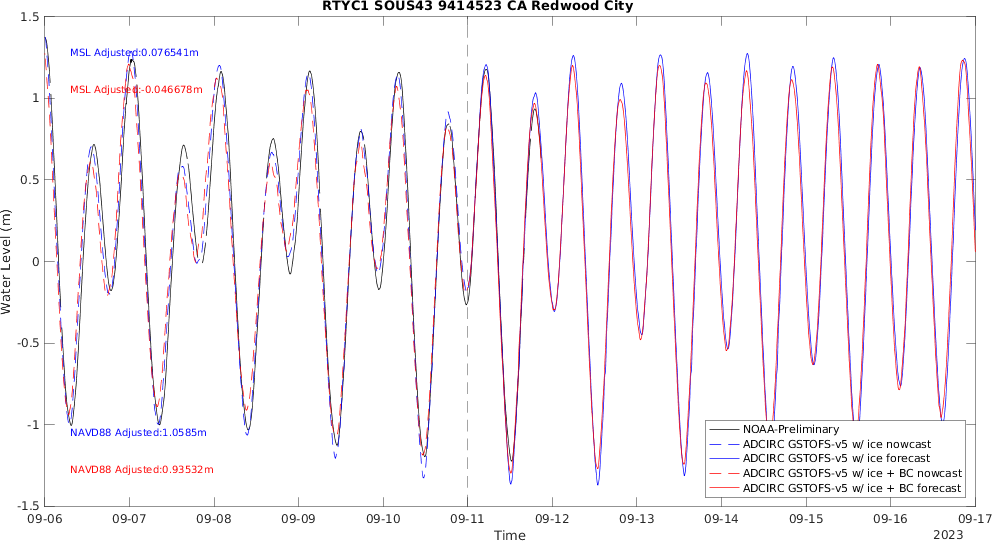 RTYC1 SOUS43 9414523 CA Redwood City
1.5
1
0.5
0
-0.5
-1
-1.5
Water Level (m)
MSL Adjusted:0.076541m
MSL Adjusted:-0.046678m
NAVD88 Adjusted:1.0585m
NAVD88 Adjusted:0.93532m
NOAA-Preliminary
ADCIRC GSTOFS-v5 w/ ice nowcast
ADCIRC GSTOFS-v5 w/ ice forecast
ADCIRC GSTOFS-v5 w/ ice + BC nowcast
ADCIRC GSTOFS-v5 w/ ice + BC forecast
09-06 09-07 09-08 09-09 09-10 09-11 09-12 09-13 09-14 09-15 09-16 09-17
Time
2023